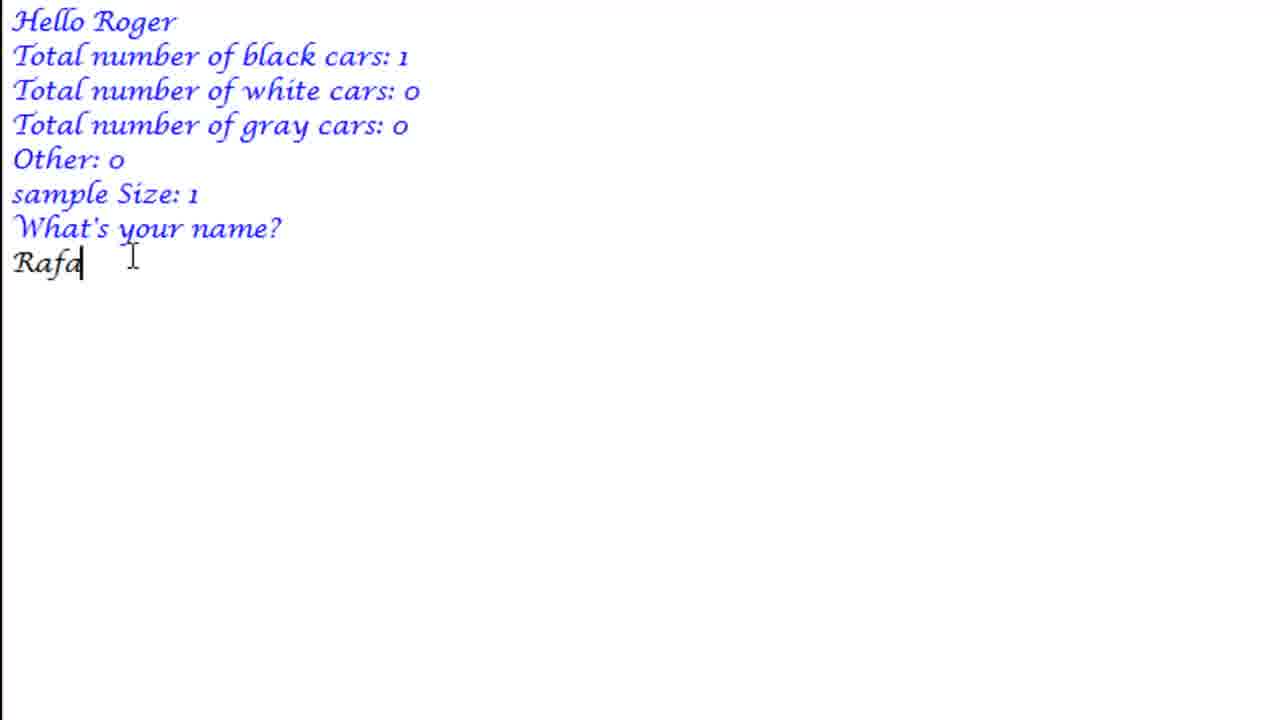 Hello Roger
Total number of black cars: 1
Total number of white cars: 0
Total number of gray cars: 0
Other: 0
sample Size: 1
What's your name?
Rafa